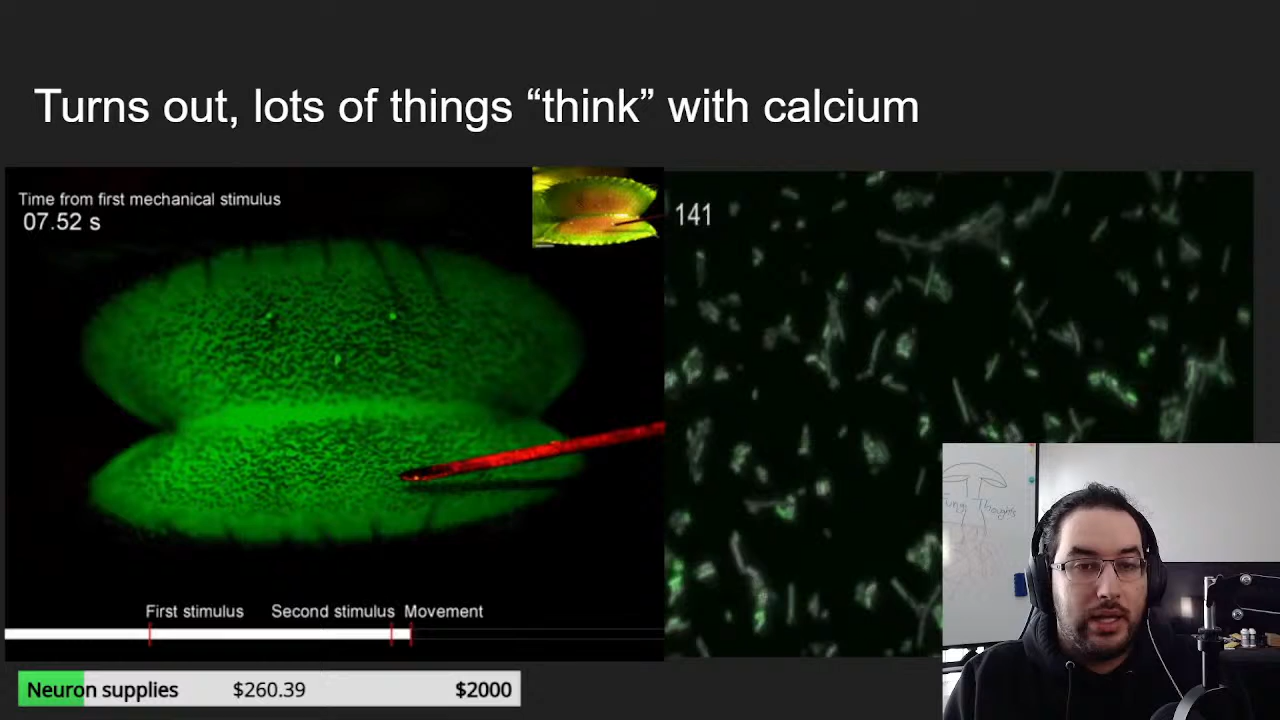 Turns out, lots of things “think” with calcium
Time from first mechanical stimulus
07.52 s
141
First stimulus Second stimulus Movement
Neuron supplies $260.39 $2000
Thoughts